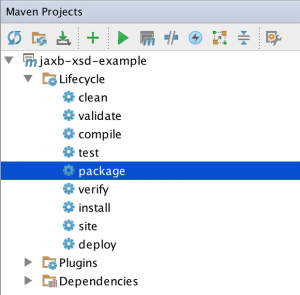 Maven Projects
jaxb-xsd-example
Lifecycle
clean
validate
compile
test
package
verify
install
site
deploy
Plugins
Dependencies